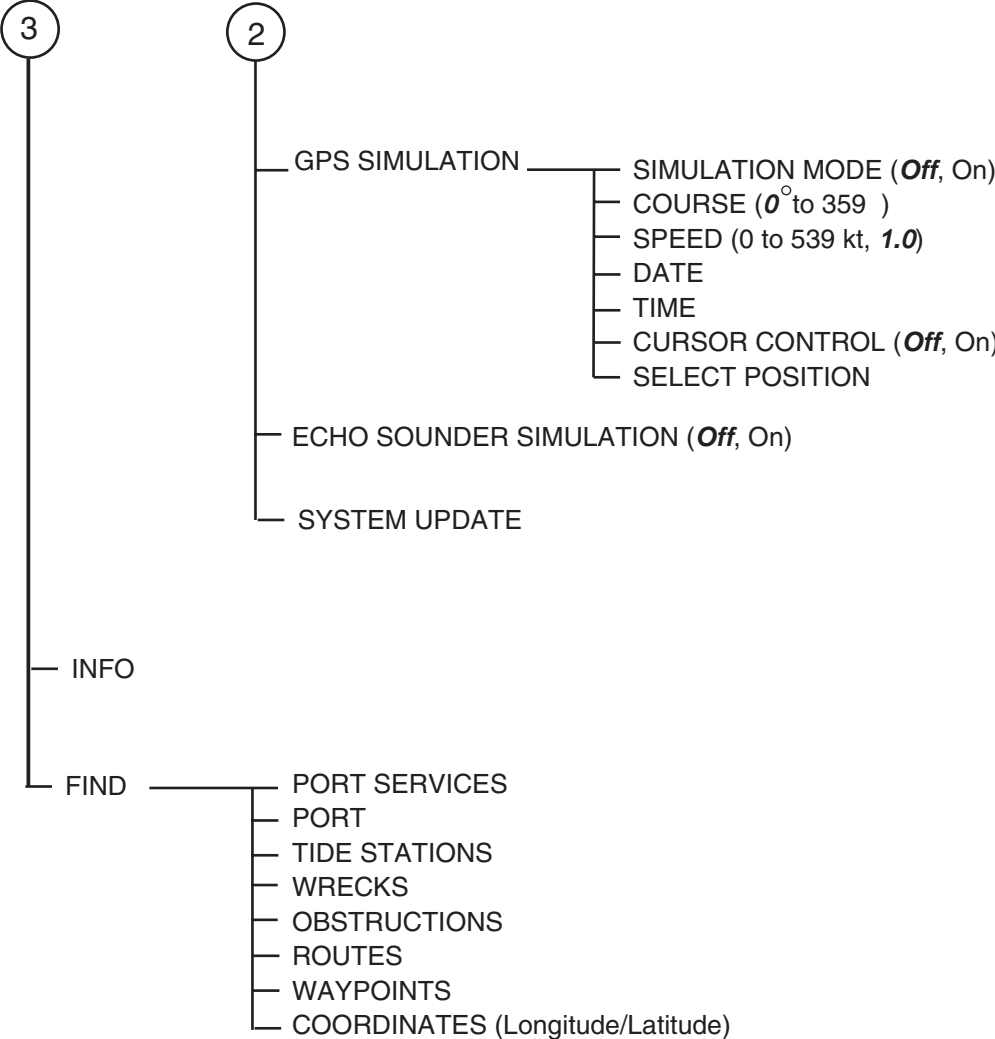 3
2
GPS SIMULATION
SIMULATION MODE (Off, On)
COURSE (0° to 359 )
SPEED (0 to 539 kt, 1.0)
DATE
TIME
CURSOR CONTROL (Off, On)
SELECT POSITION
ECHO SOUNDER SIMULATION (Off, On)
SYSTEM UPDATE
INFO
FIND
PORT SERVICES
PORT
TIDE STATIONS
WRECKS
OBSTRUCTIONS
ROUTES
WAYPOINTS
COORDINATES (Longitude/Latitude)